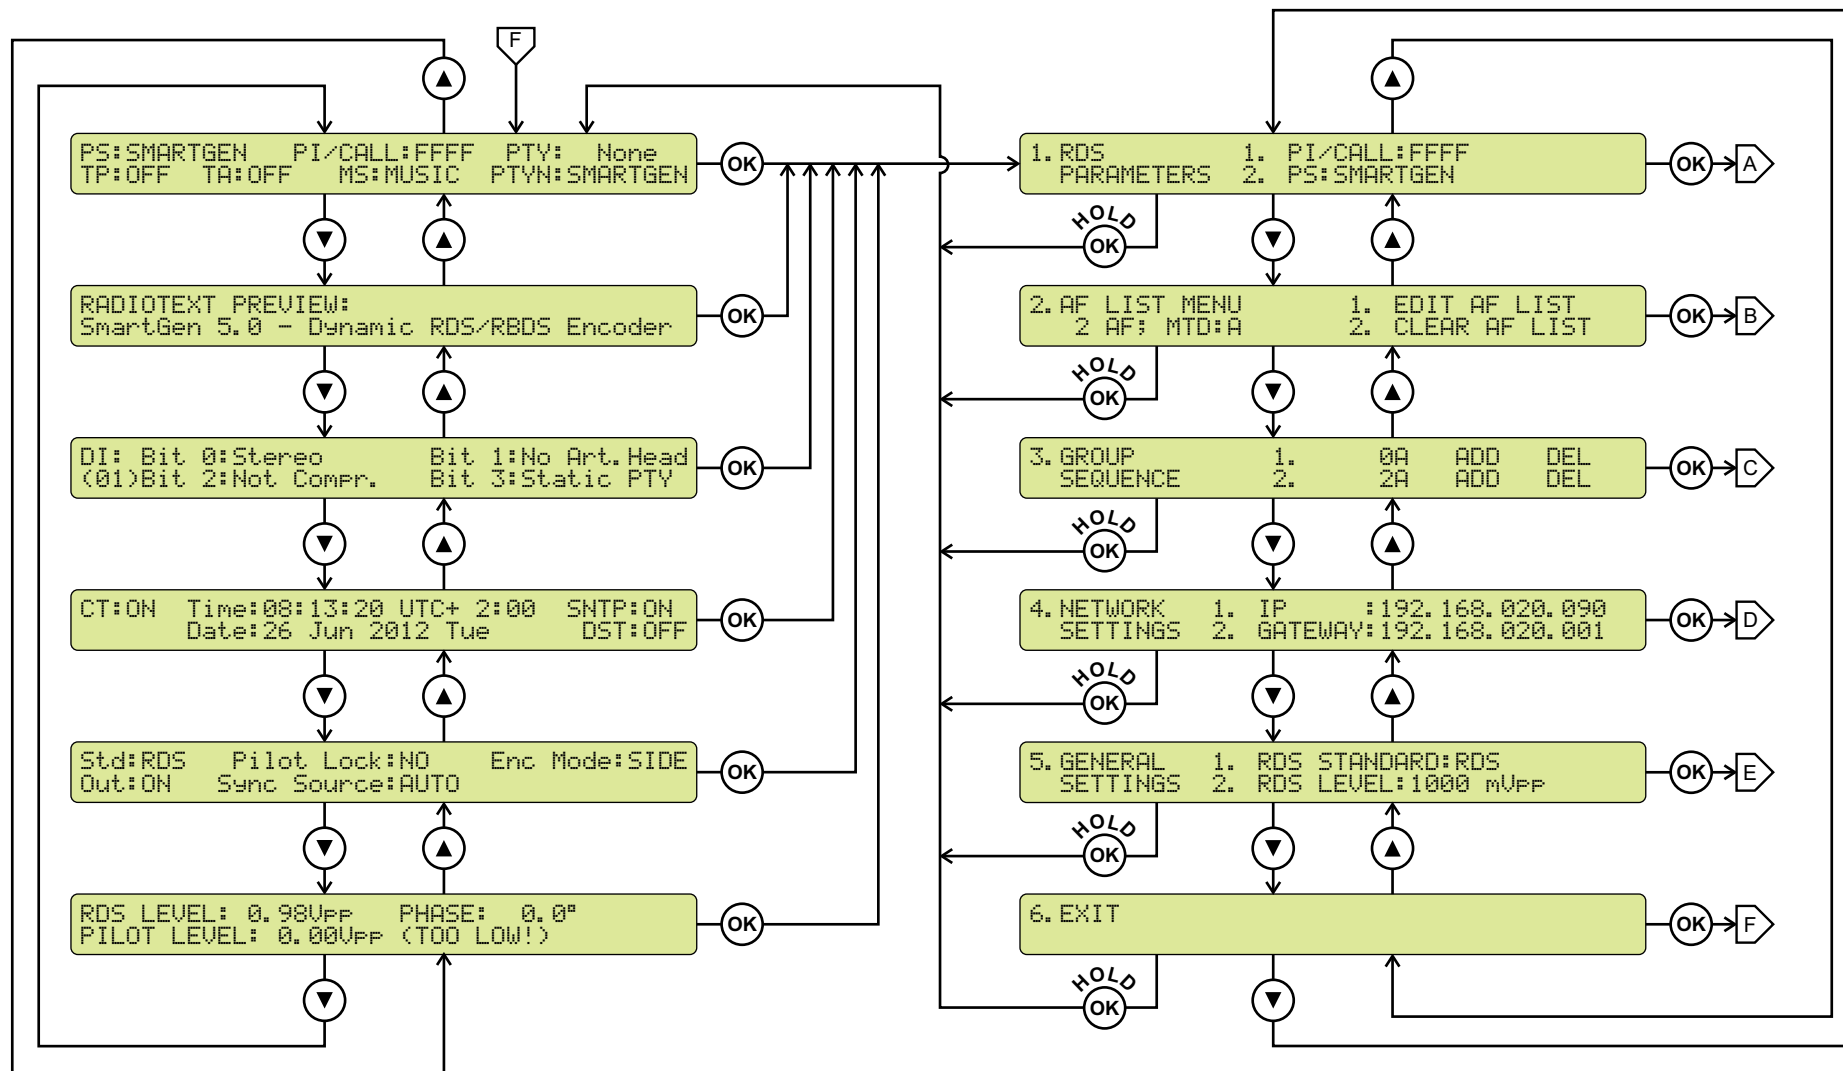 F
PS:SMARTGEN PI/CALL:FFFF PTY: None
TP:OFF TA:OFF MS:MUSIC PTYN:SMARTGEN
OK
RADIOTEXT PREVIEW:
SmartGen 5.0 - Dynamic RDS/RBDS Encoder
OK
DI: Bit 0:Stereo Bit 1:No Art.Head
(01)Bit 2:Not Compr. Bit 3:Static PTY
OK
CT:ON Time:08:13:20 UTC+ 2:00 SNTP:ON
Date:26 Jun 2012 Tue DST:OFF
OK
Std:RDS Pilot Lock:NO Enc Mode:SIDE
Out:ON Sync Source:AUTO
OK
RDS LEVEL: 0.98Vpp PHASE: 0.0°
PILOT LEVEL: 0.00Vpp (TOO LOW!)
OK
1.RDS 1. PI/CALL:FFFF
PARAMETERS 2. PS:SMARTGEN
OK A
HOLD
OK
2.AF LIST MENU 1. EDIT AF LIST
2 AF; MTD:A 2. CLEAR AF LIST
OK B
HOLD
OK
3.GROUP 1. 0A ADD DEL
SEQUENCE 2. 2A ADD DEL
OK C
HOLD
OK
4.NETWORK 1. IP :192.168.020.090
SETTINGS 2. GATEWAY:192.168.020.001
OK D
HOLD
OK
5.GENERAL 1. RDS STANDARD:RDS
SETTINGS 2. RDS LEVEL:1000 mVpp
OK E
HOLD
OK
6.EXIT
OK F
HOLD
OK